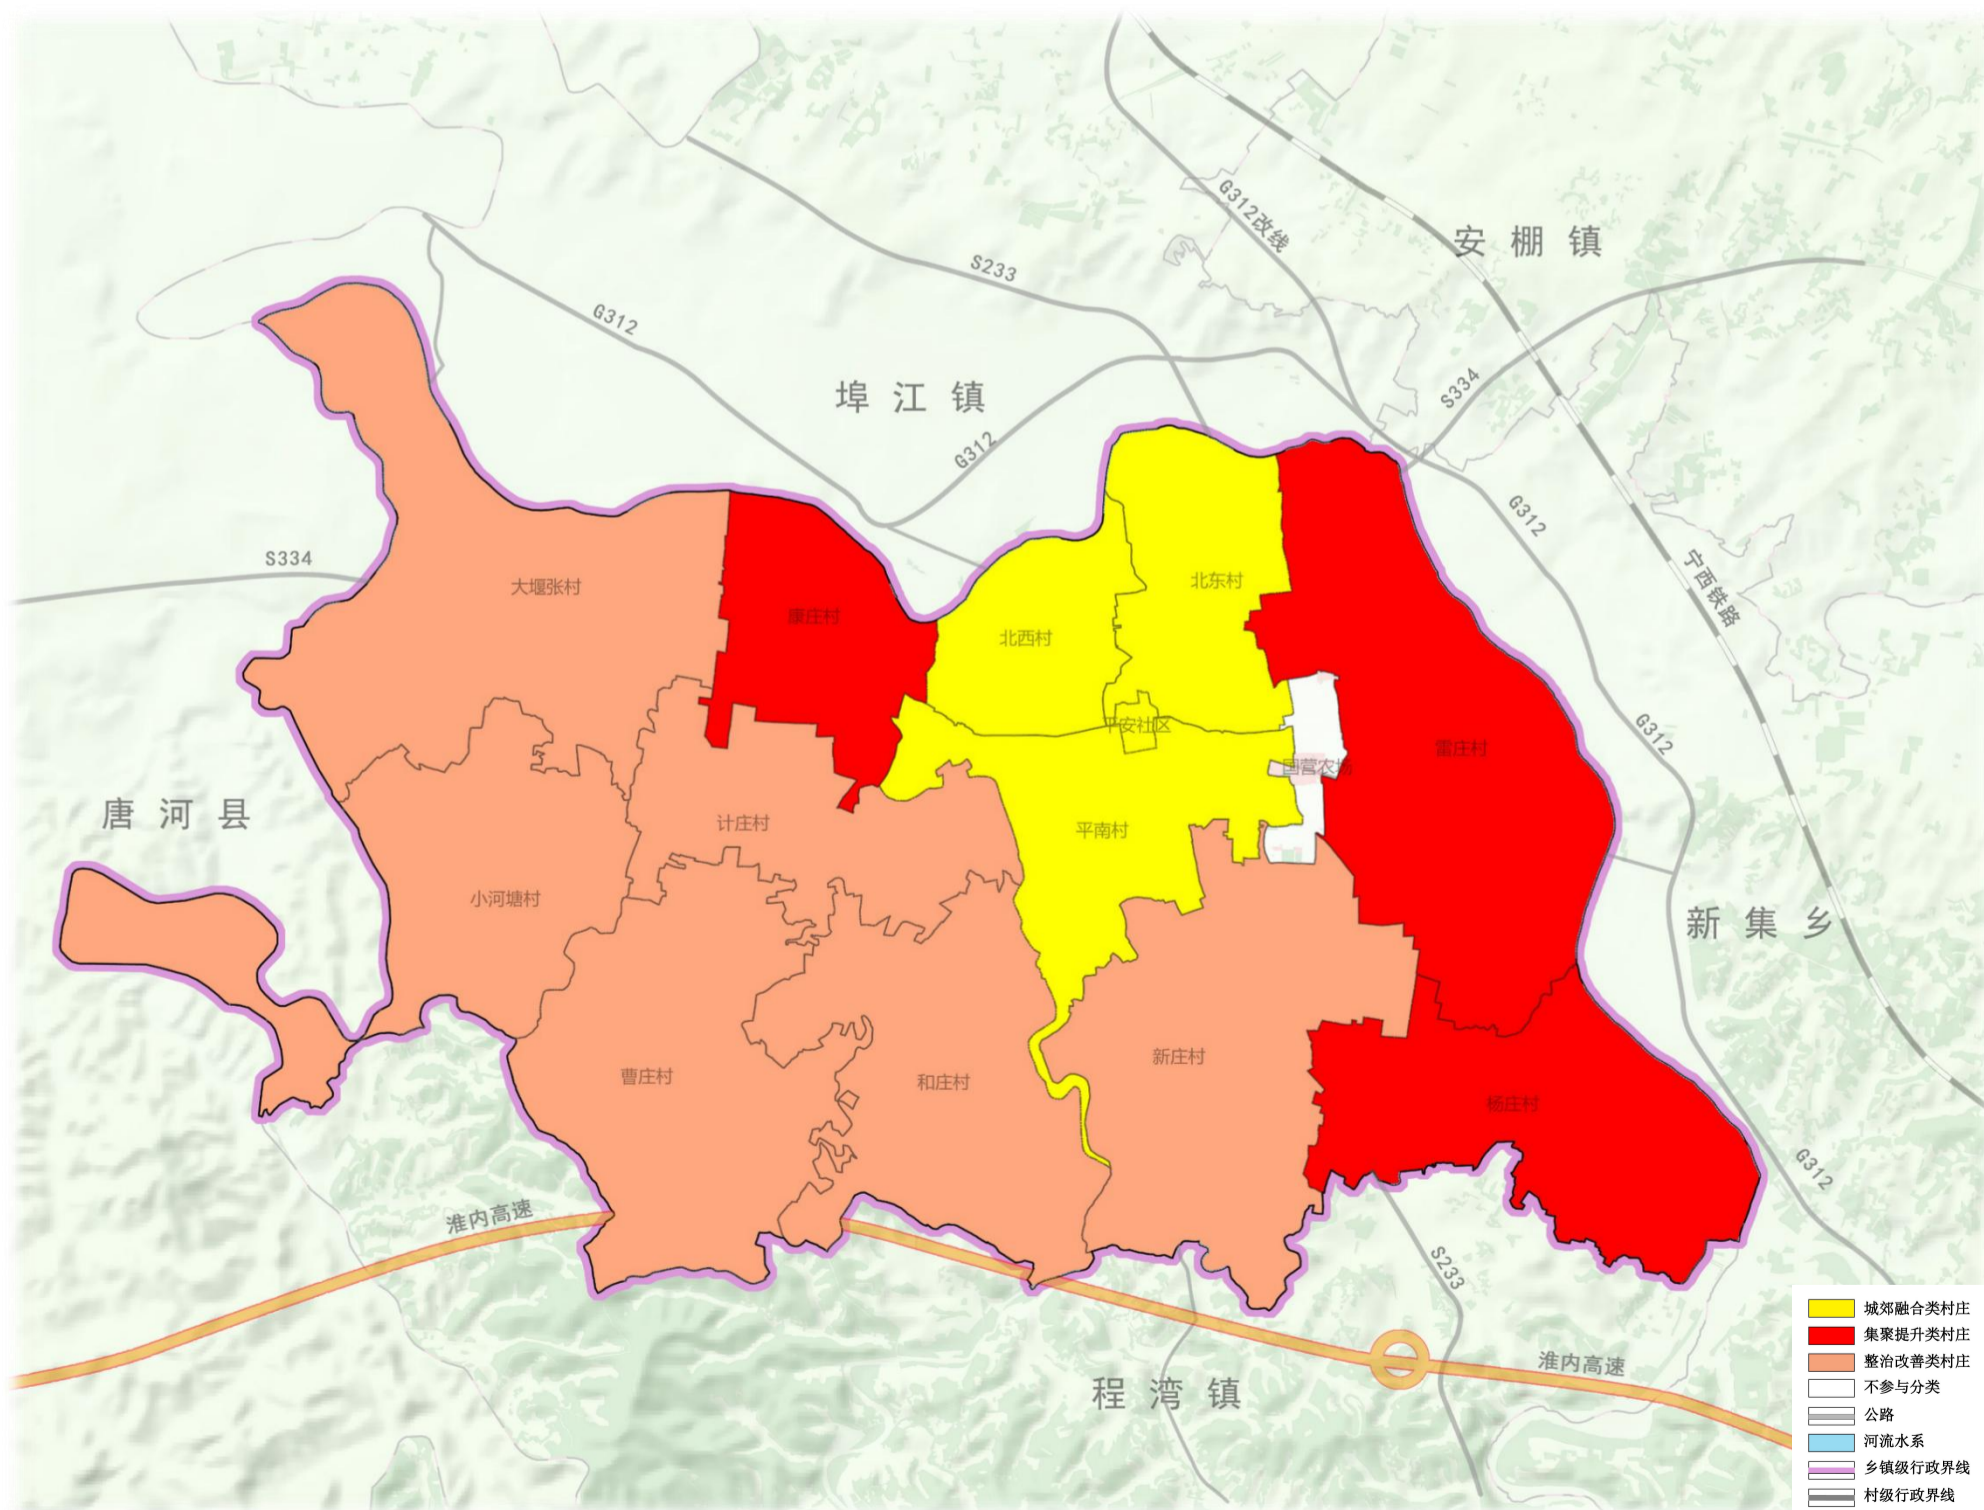 G312改线
安棚镇
S233
G312
S334
埠江镇
G312
G312
S334
宁西铁路
大堰张村
北东村
康庄村
北西村
平安社区
G312
雷庄村
国营农场
唐河县
计庄村
平南村
小河塘村
新集乡
新庄村
曹庄村
和庄村
杨庄村
G312
淮内高速
S233
淮内高速
程湾镇
城郊融合类村庄
集聚提升类村庄
整治改善类村庄
不参与分类
公路
河流水系
乡镇级行政界线
村级行政界线